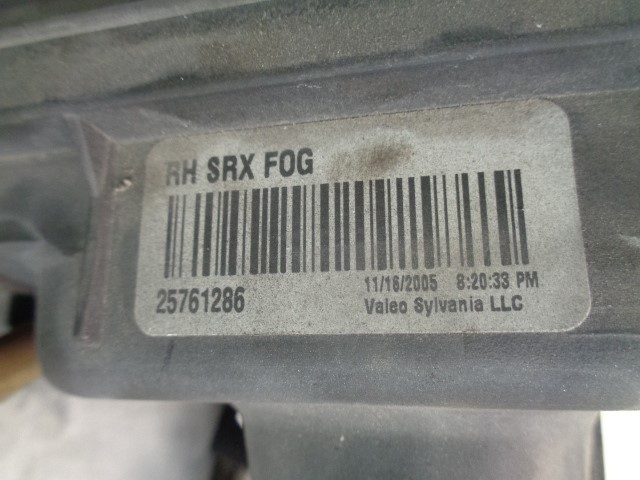 RH SRX FOG
25761286
11/16/2005 8:20:33 PM
Valeo Sylvania LLC